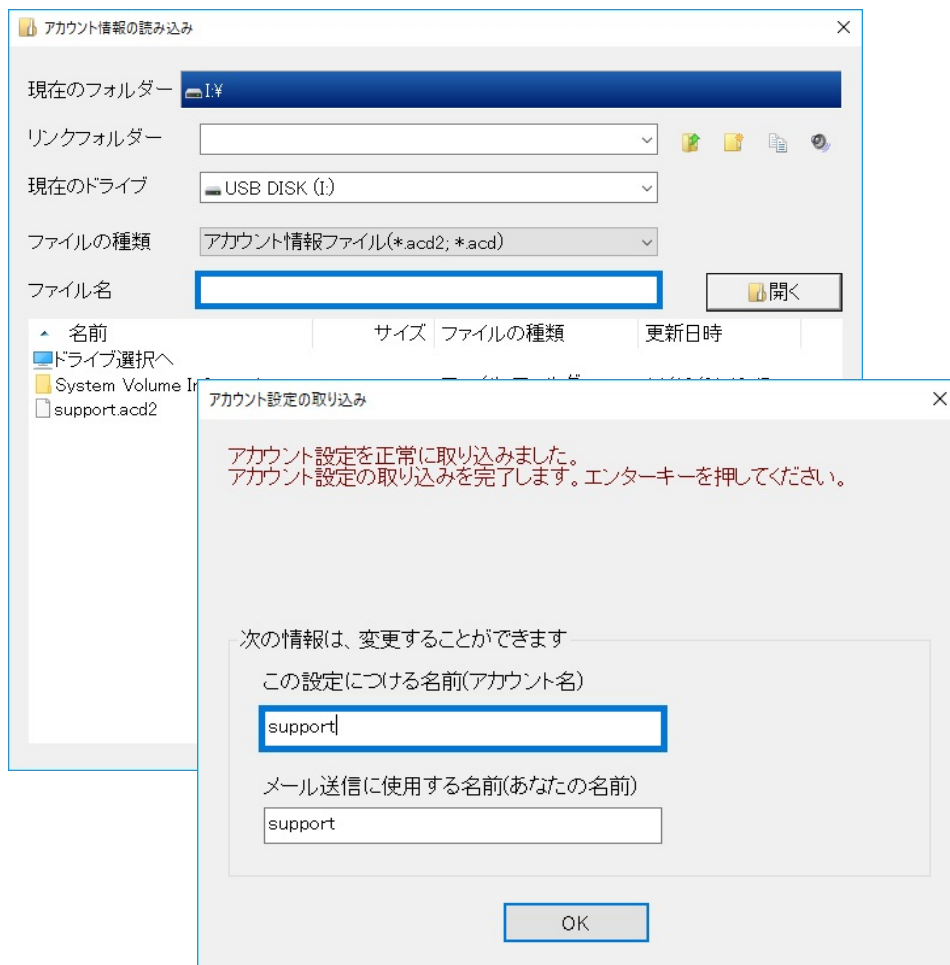 アカウント情報の読み込み
現在のフォルダー I:¥
リンクフォルダー
現在のドライブ USB DISK (I:)
ファイルの種類 アカウント情報ファイル(*.acd2; *.acd)
ファイル名 開く
名前 サイズ ファイルの種類 更新日時
ドライブ選択へ
System Volume
support.acd2
アカウント設定の取り込み
アカウント設定を正常に取り込みました。
アカウント設定の取り込みを完了します。エンターキーを押してください。
次の情報は、変更することができます
この設定につける名前(アカウント名)
support
メール送信に使用する名前(あなたの名前)
support
OK